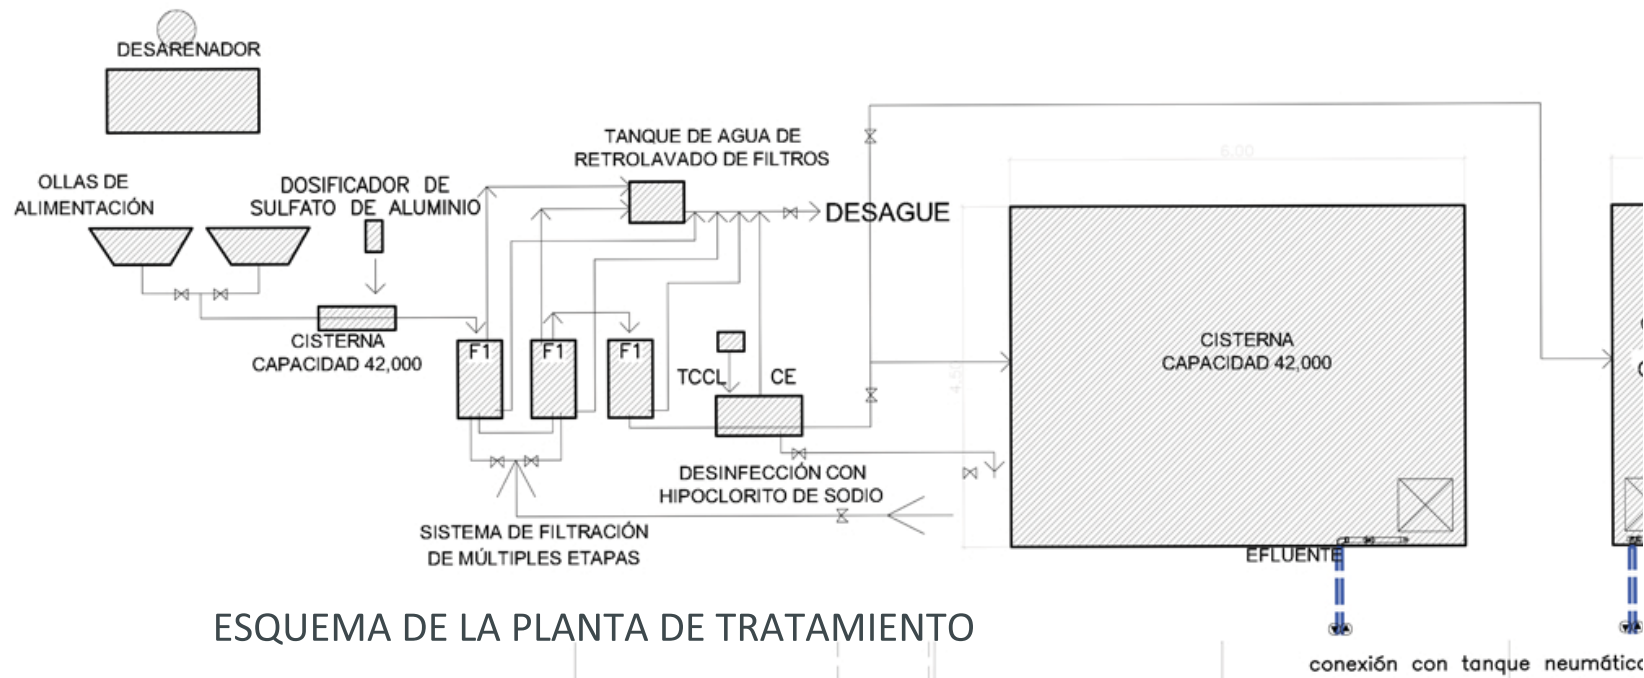 DESARENADOR
OLLAS DE
ALIMENTACIÓN
DOSIFICADOR DE
SULFATO DE ALUMINIO
TANQUE DE AGUA DE
RETROLAVADO DE FILTROS
DESAGUE
6.00
4.50
CISTERNA
CAPACIDAD 42,000
F1
F1
F1
TCCL
CE
CISTERNA
CAPACIDAD 42,000
DESINFECCIÓN CON
HIPOCLORITO DE SODIO
SISTEMA DE FILTRACIÓN
DE MÚLTIPLES ETAPAS
EFLUENTE
ESQUEMA DE LA PLANTA DE TRATAMIENTO
conexión con tanque neumático